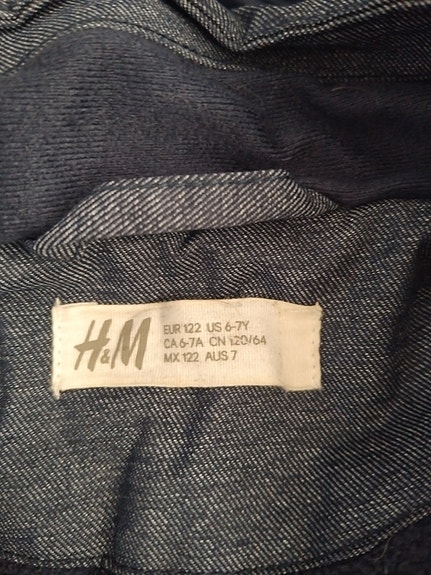 H&M
EUR 122 US 6-7Y
CA 6-7A CN 120/64
MX 122 AUS 7